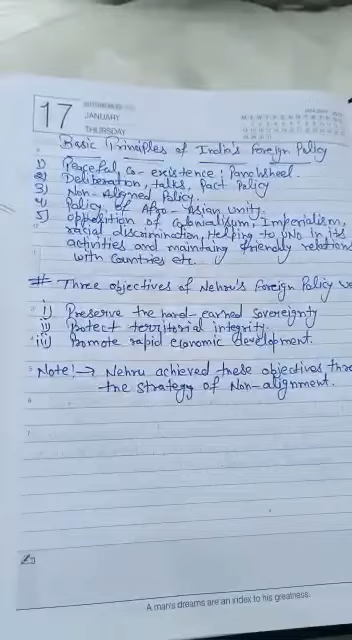 17
JANUARY
THURSDAY
Basic Principles of India's Foreign Policy
1) Peaceful co-existence: Panchsheel.
2) Deliberation, talks, Pact Policy
3) Non-Aligned Policy.
4) Policy of Afro-Asian unity.
5) opposition of colonialism, Imperialism,
racial discrimination, Helping to UNO in its
activities and maintaing friendly relations
with Countries etc.
# Three objectives of Nehru's Foreign Policy we
i) Preserve the hard-earned sovereignty
ii) Protect territorial integrity.
iii) Promote rapid economic development.
Note! → Nehru achieved these objectives thro
the strategy of Non-alignment.
A man's dreams are an index to his greatness.